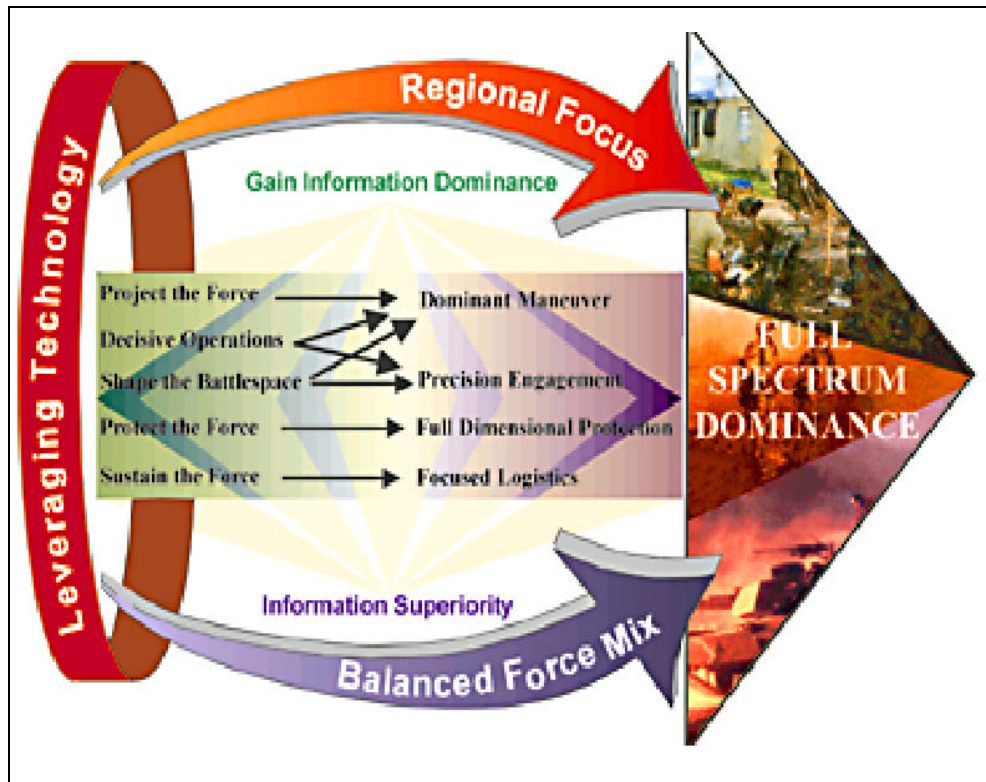 Leveraging Technology
Regional Focus
Gain Information Dominance
Project the Force
Dominant Maneuver
Decisive Operations
Shape the Battlespace
Precision Engagement
Protect the Force
Full Dimensional Protection
Sustain the Force
Focused Logistics
Information Superiority
Balanced Force Mix
FULL
SPECTRUM
DOMINANCE